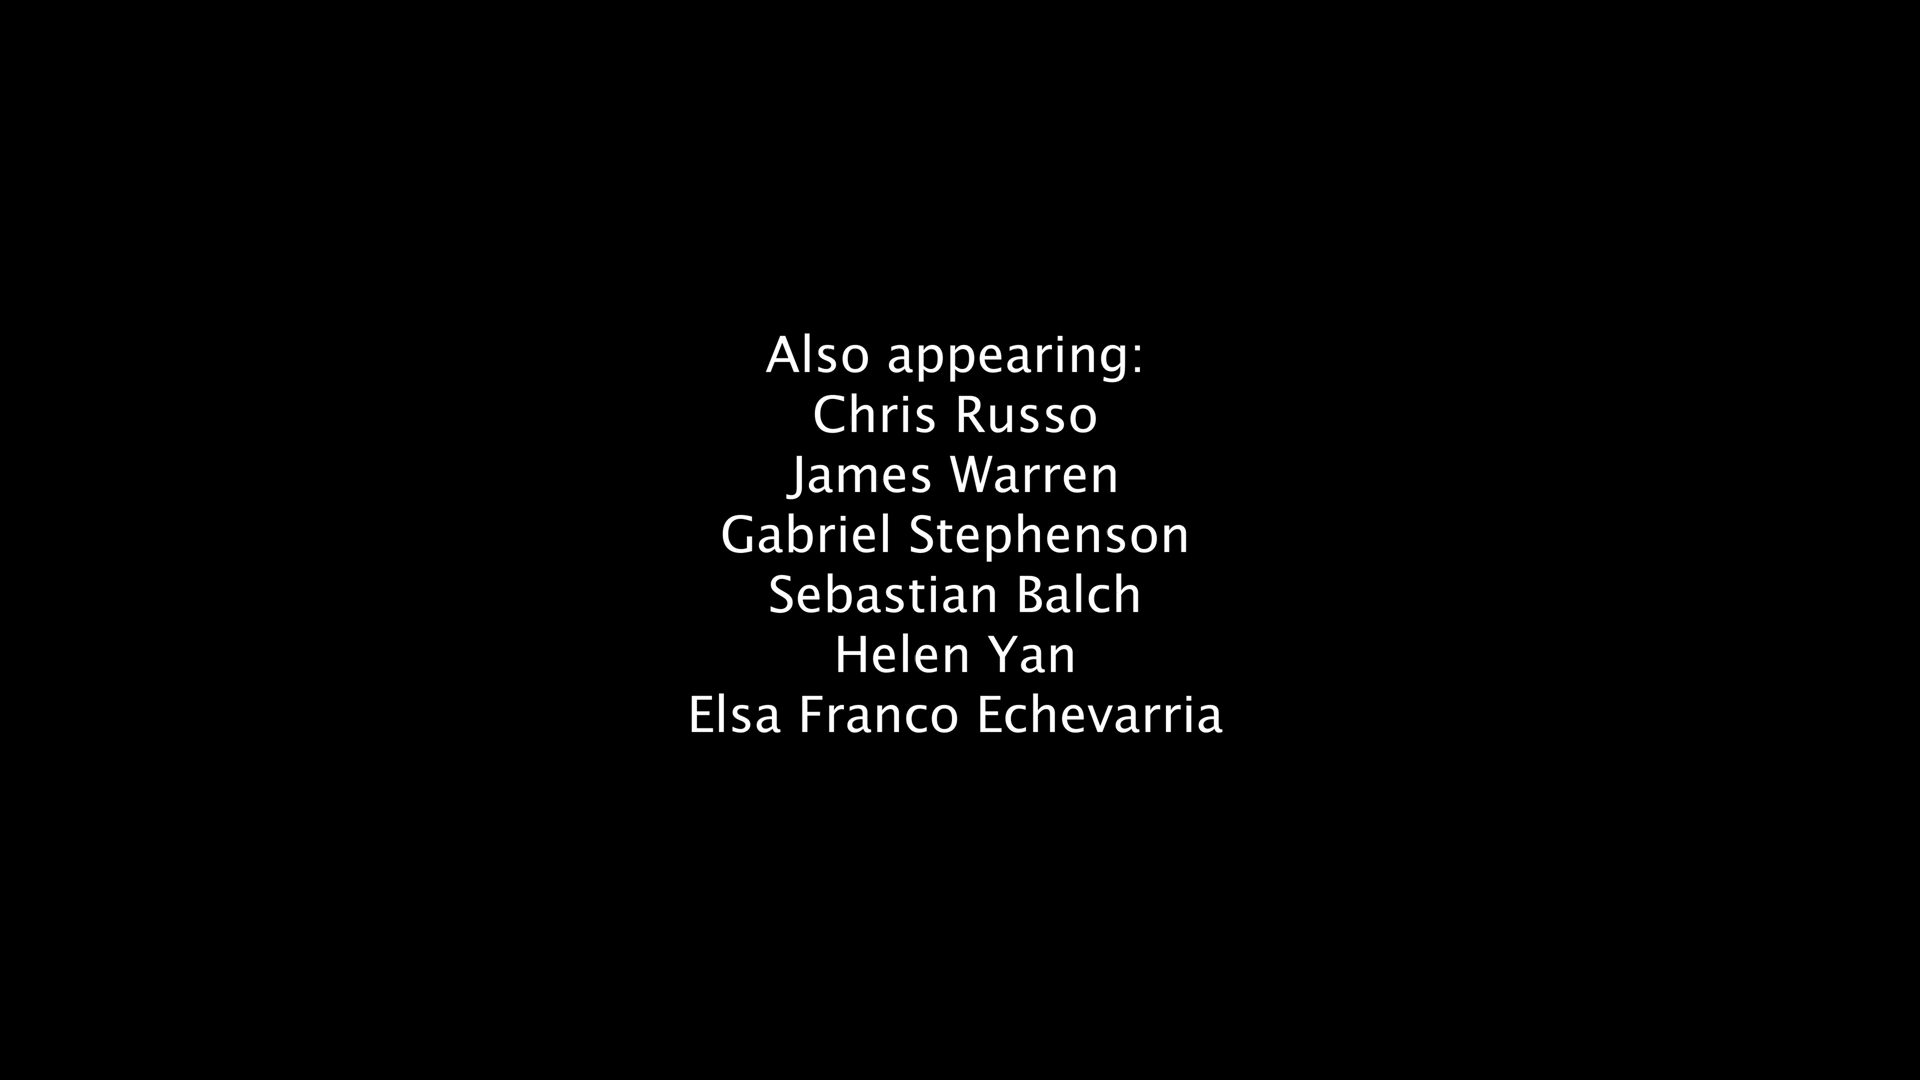 Also appearing:
Chris Russo
James Warren
Gabriel Stephenson
Sebastian Balch
Helen Yan
Elsa Franco Echevarria